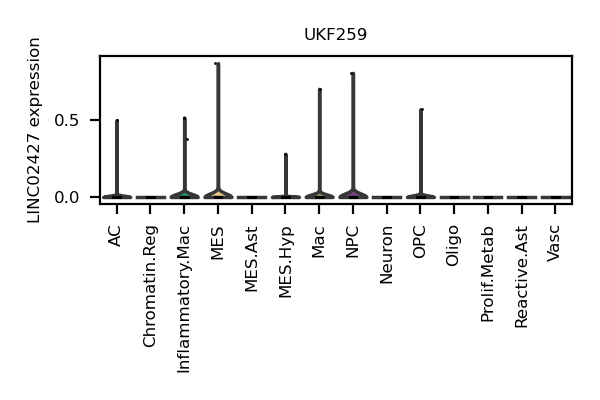 UKF259
LINC02427 expression
0.5
0.0
AC
Chromatin.Reg
Inflammatory.Mac
MES
MES.Ast
MES.Hyp
Mac
NPC
Neuron
OPC
Oligo
Prolif.Metab
Reactive.Ast
Vasc